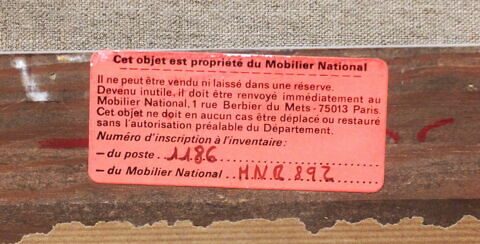 Cet objet est propriété du Mobilier National
Il ne peut être vendu ni laissé dans une réserve.
Devenu inutile, il doit être renvoyé immédiatement au
Mobilier National, 1 rue Berbier du Mets - 75013 Paris.
Cet objet ne doit en aucun cas être déplacé ou restauré
sans l'autorisation préalable du Département.
Numéro d'inscription à l'inventaire:
– du poste . 1186
– du Mobilier National . M.N.R. 892